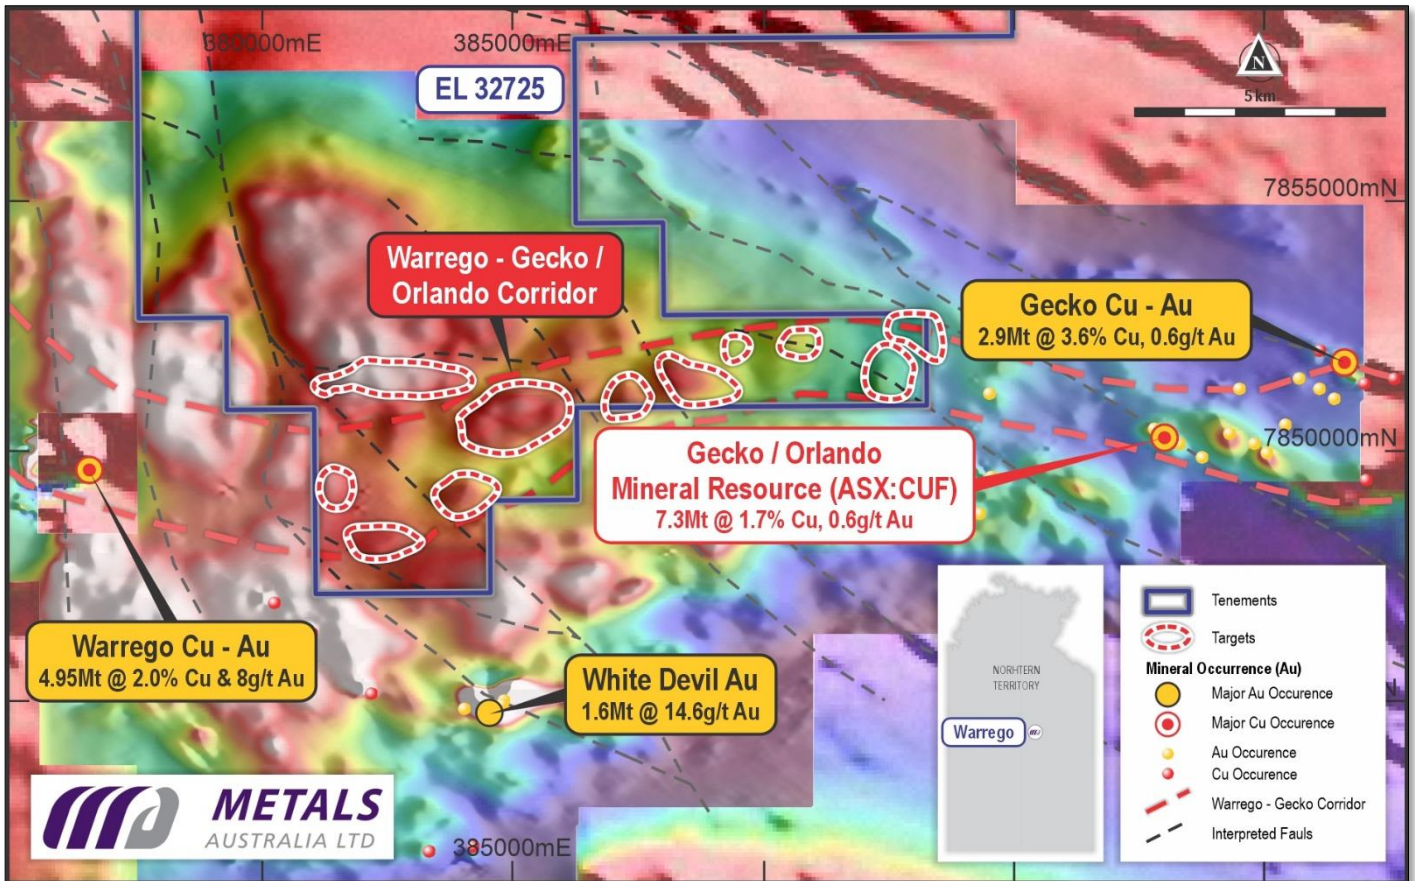 380000mE
385000mE
EL 32725
N
5 km
7855000mN
Warrego - Gecko /
Orlando Corridor
Gecko Cu - Au
2.9Mt @ 3.6% Cu, 0.6g/t Au
7850000mN
Gecko / Orlando
Mineral Resource (ASX:CUF)
7.3Mt @ 1.7% Cu, 0.6g/t Au
Warrego Cu - Au
4.95Mt @ 2.0% Cu & 8g/t Au
White Devil Au
1.6Mt @ 14.6g/t Au
NORHTERN
TERRITORY
Warrego
Tenements
Targets
Mineral Occurrence (Au)
Major Au Occurence
Major Cu Occurence
Au Occurence
Cu Occurence
Warrego - Gecko Corridor
Interpreted Fauls
METALS
AUSTRALIA LTD
385000mE